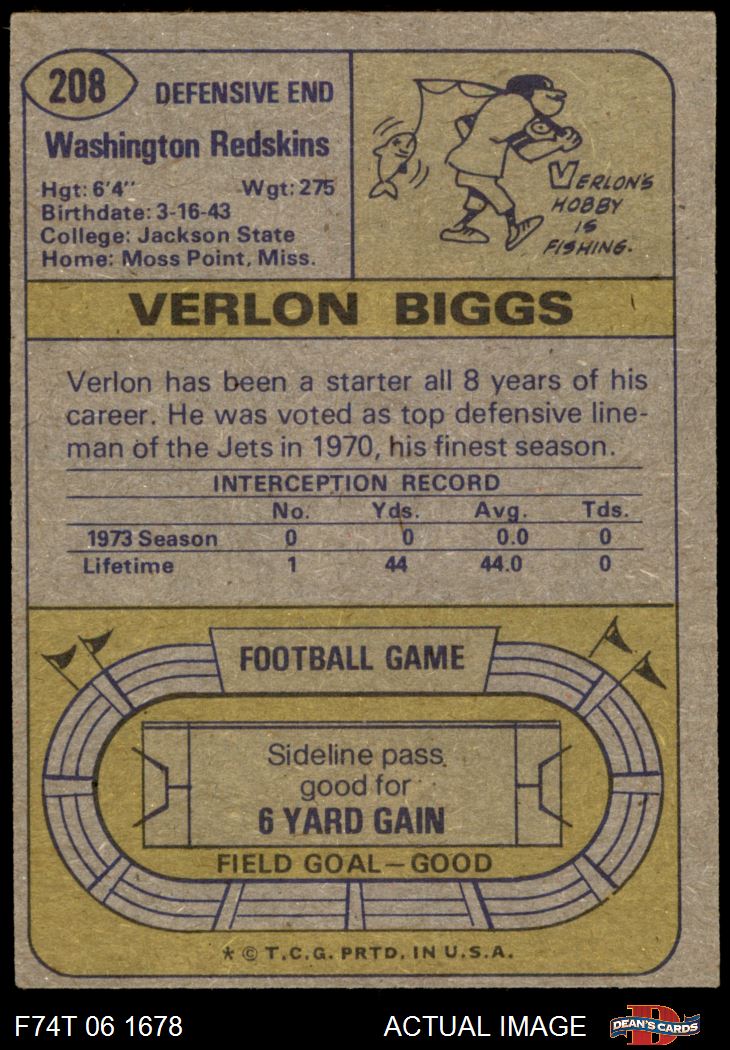 208
DEFENSIVE END
Washington Redskins
Hgt: 6'4" Wgt: 275
Birthdate: 3-16-43
College: Jackson State
Home: Moss Point, Miss.
VERLON'S
HOBBY
IS
FISHING.
VERLON BIGGS
Verlon has been a starter all 8 years of his
career. He was voted as top defensive line-
man of the Jets in 1970, his finest season.
INTERCEPTION RECORD
No. Yds. Avg. Tds.
1973 Season 0 0 0.0 0
Lifetime 1 44 44.0 0
FOOTBALL GAME
Sideline pass
good for
6 YARD GAIN
FIELD GOAL—GOOD
* © T.C.G. PRTD. IN U.S.A.
F74T 06 1678 ACTUAL IMAGE
D
DEAN'S CARDS